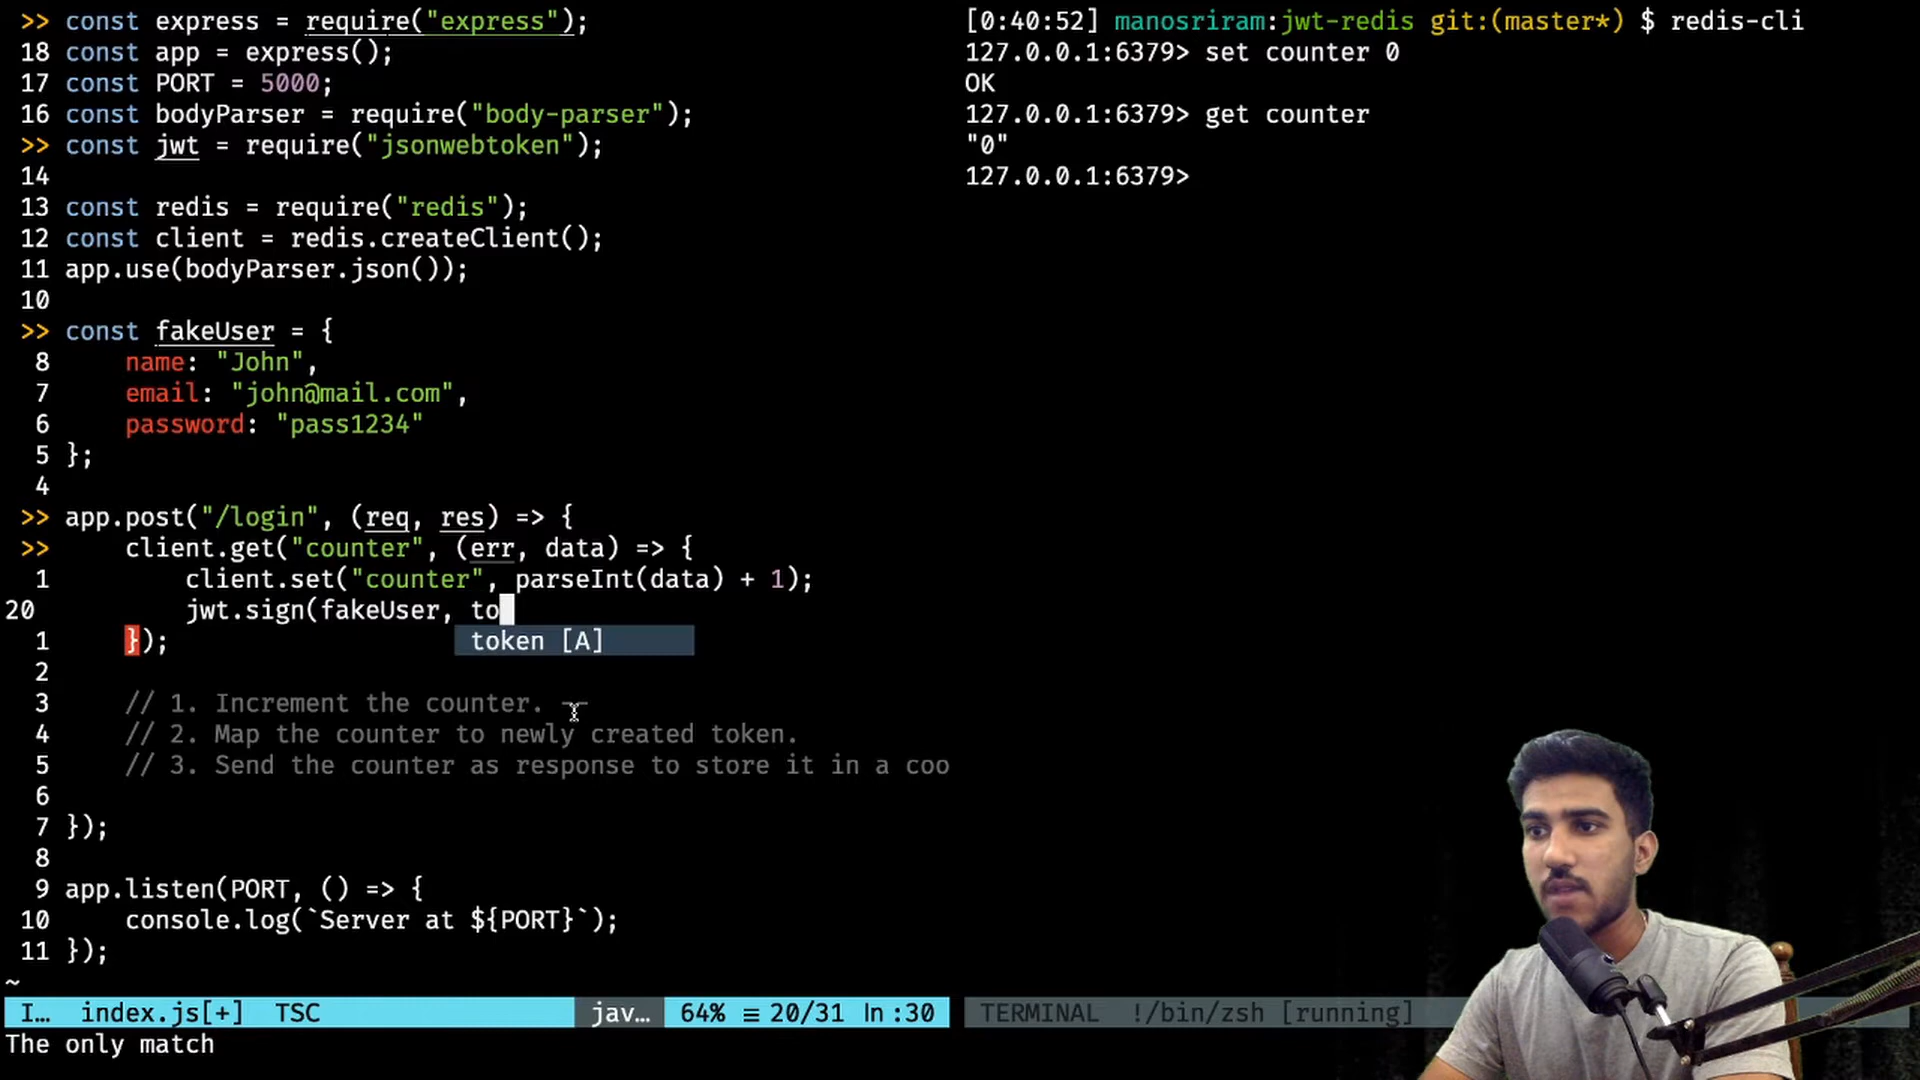 >> const express = require("express");
18 const app = express();
17 const PORT = 5000;
16 const bodyParser = require("body-parser");
>> const jwt = require("jsonwebtoken");
14
13 const redis = require("redis");
12 const client = redis.createClient();
11 app.use(bodyParser.json());
10
>> const fakeUser = {
8     name: "John",
7     email: "john@mail.com",
6     password: "pass1234"
5 };
4
>> app.post("/login", (req, res) => {
>>     client.get("counter", (err, data) => {
1         client.set("counter", parseInt(data) + 1);
20         jwt.sign(fakeUser, to
token [A]
1     });
2
3     // 1. Increment the counter.
4     // 2. Map the counter to newly created token.
5     // 3. Send the counter as response to store it in a coo
6
7 });
8
9 app.listen(PORT, () => {
10     console.log(`Server at ${PORT}`);
11 });
~
I… index.js[+] TSC jav… 64% ≡ 20/31 ln:30
The only match
[0:40:52] manosriram:jwt-redis git:(master*) $ redis-cli
127.0.0.1:6379> set counter 0
OK
127.0.0.1:6379> get counter
"0"
127.0.0.1:6379>
TERMINAL !/bin/zsh [running]